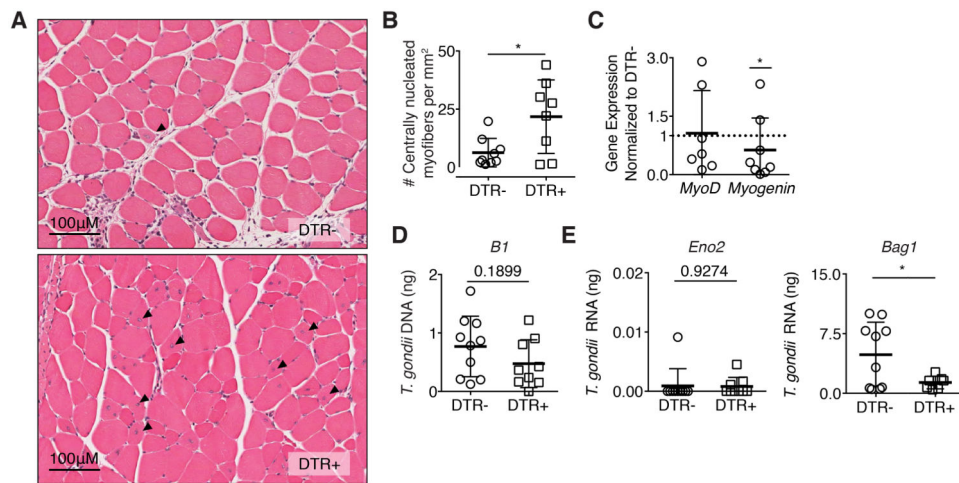 A
100µM
DTR-
100µM
DTR+
B
# Centrally nucleated
myofibers per mm²
50
25
0
*
DTR- DTR+
C
Gene Expression
Normalized to DTR-
3.0
1
1
0.0
*
MyoD Myogenin
D
B1
T. gondii DNA (ng)
2
1
0
0.1899
DTR- DTR+
E
Eno2
T. gondii RNA (ng)
0.02
0.01
0.00
0.9274
DTR- DTR+
Bag1
T. gondii RNA (ng)
15.0
7.5
0.0
*
DTR- DTR+